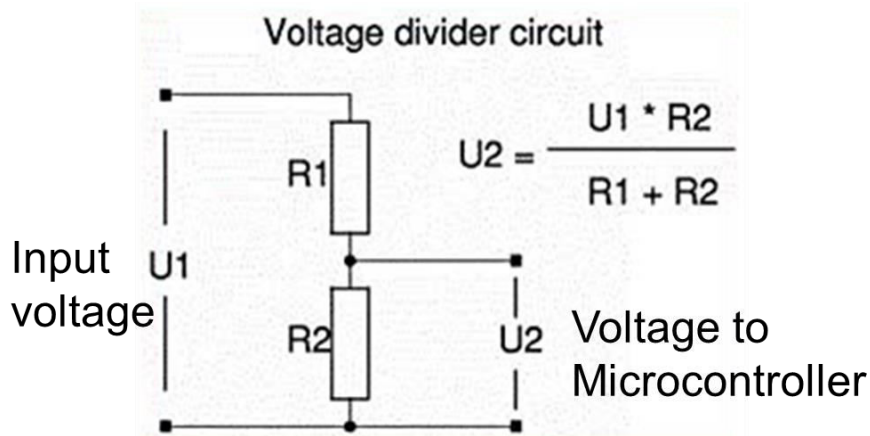 Voltage divider circuit
U1 * R2
U2 =
R1 + R2
R1
Input
voltage
U1
R2
U2
Voltage to
Microcontroller